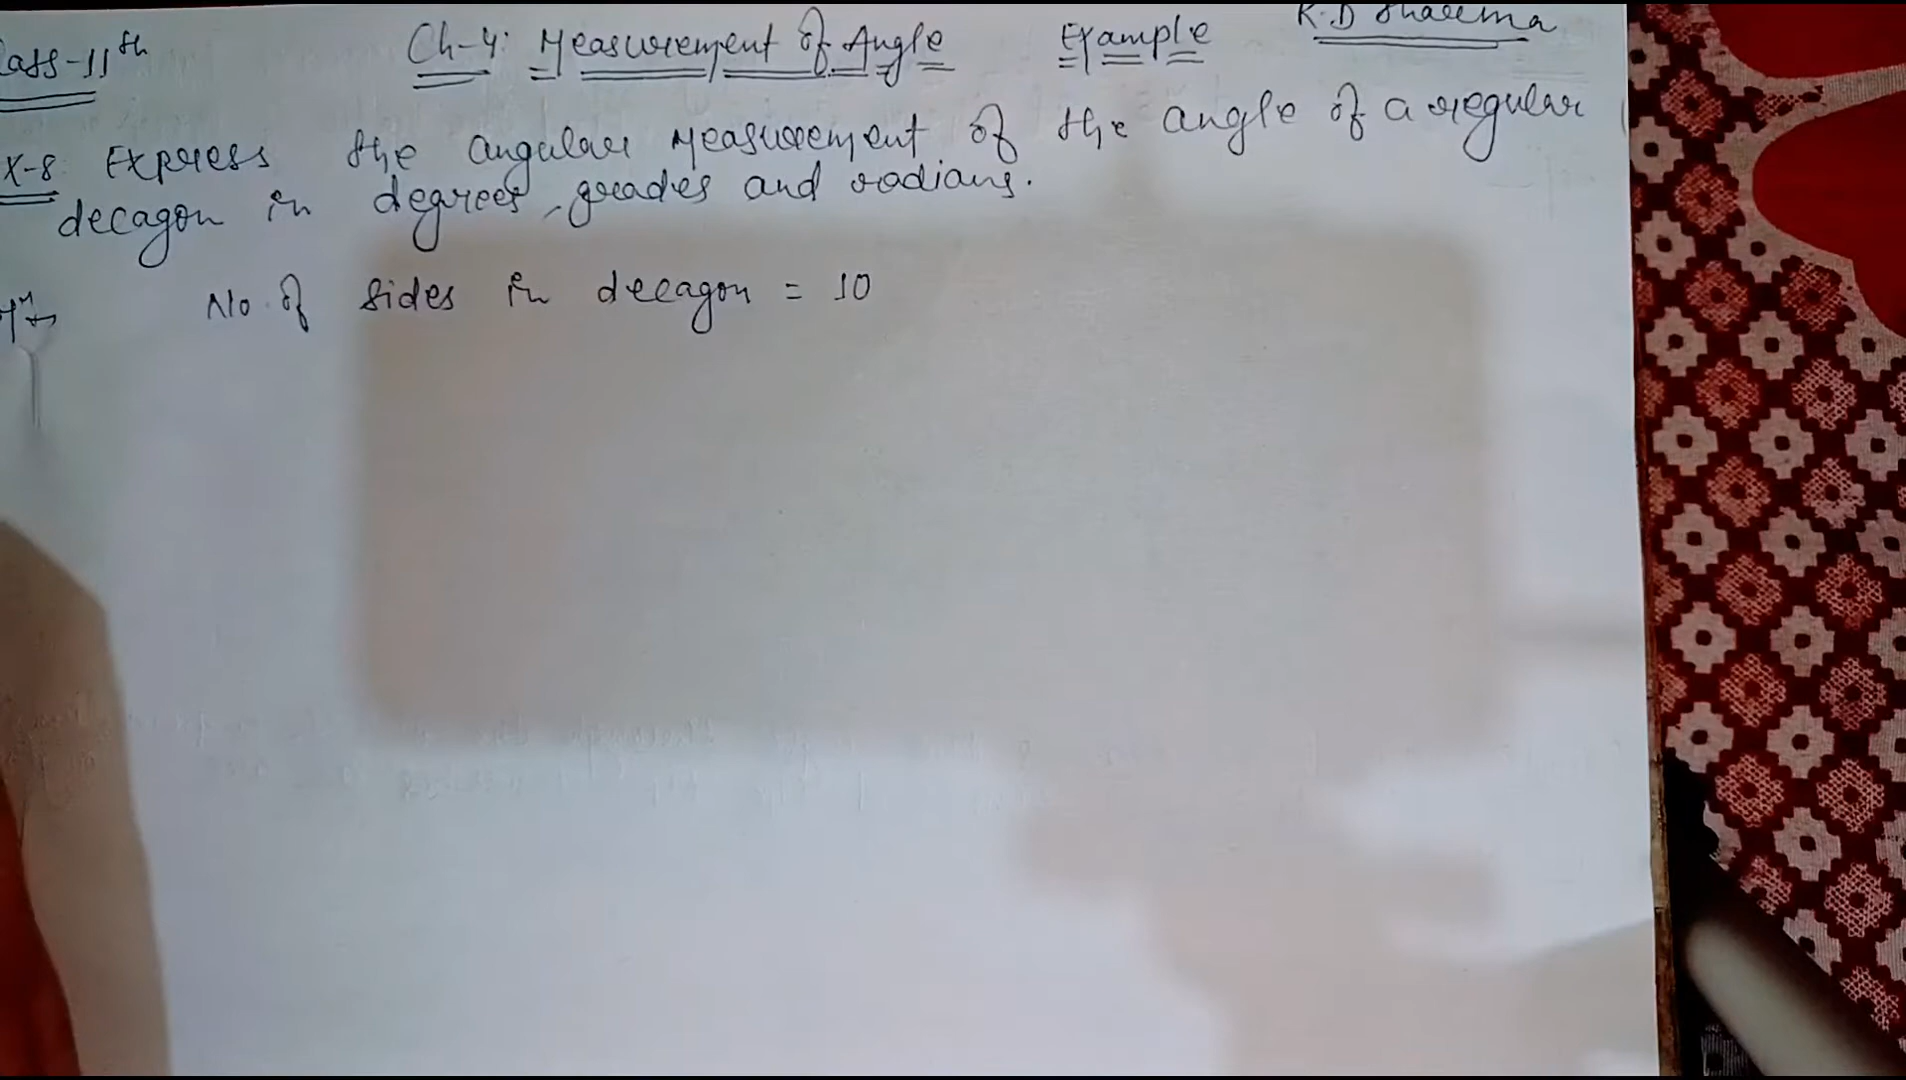 Class-11th Ch-4: Measurement of Angle Example R.D Sharma
EX-8 Express the angular measurement of the angle of a regular
decagon in degrees, grades and radians.
No. of sides in decagon = 10